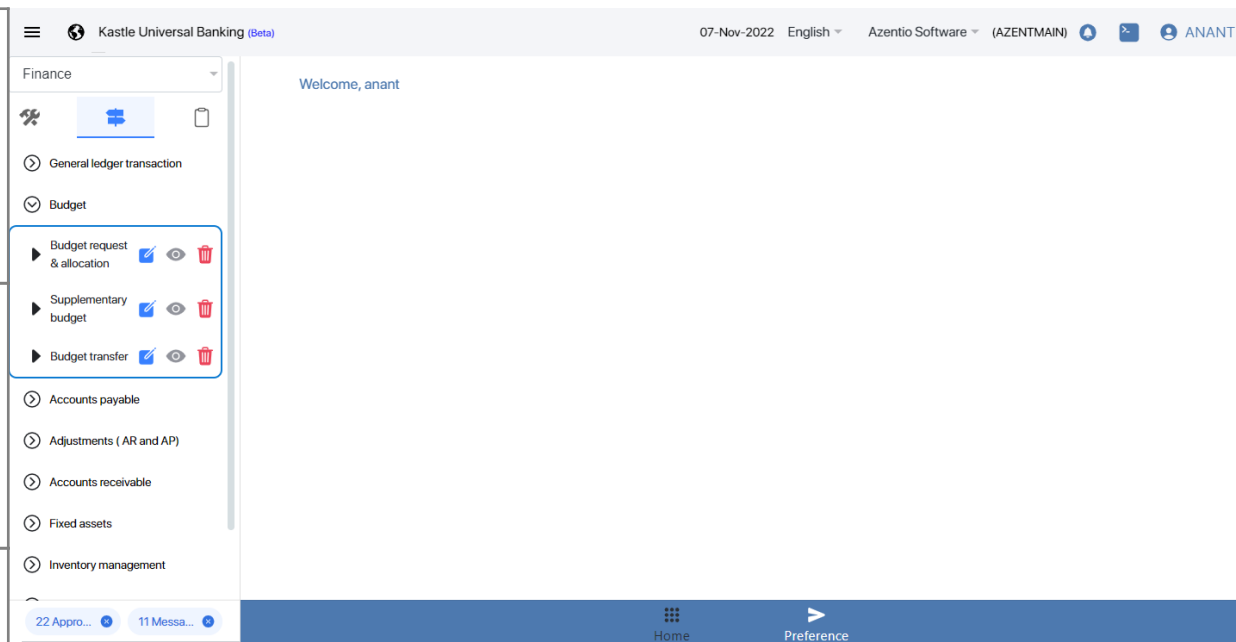 Kastle Universal Banking (Beta)
07-Nov-2022 English Azentio Software (AZENTMAIN) ANANT
Finance
Welcome, anant
General ledger transaction
Budget
Budget request
& allocation
Supplementary
budget
Budget transfer
Accounts payable
Adjustments ( AR and AP)
Accounts receivable
Fixed assets
Inventory management
22 Appro... 11 Messa...
Home Preference